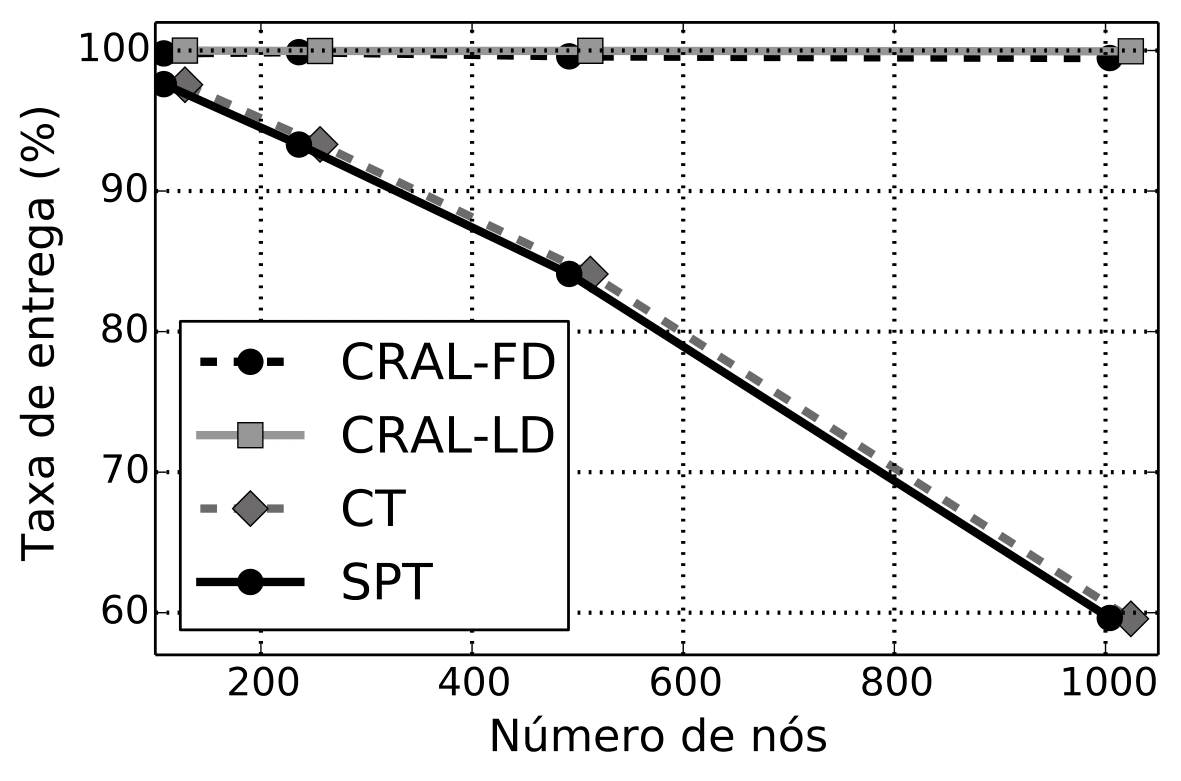 Taxa de entrega (%)
100
90
80
70
60
CRAL-FD
CRAL-LD
CT
SPT
200 400 600 800 1000
Número de nós